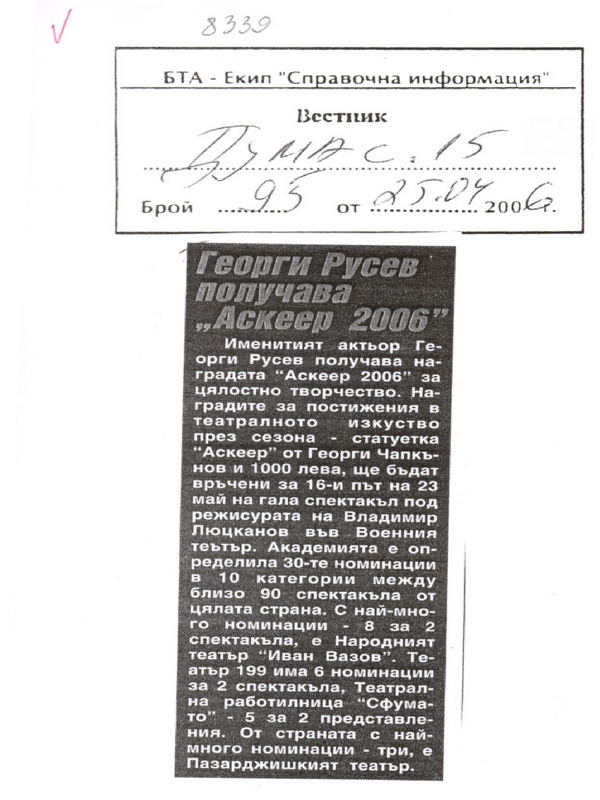 8339
БТА - Екип "Справочна информация"
Вестник
Дума с. 15
Брой 95 от 25.04 2006г.
Георги Русев
получава
„Аскеер 2006”
Именитият актьор Ге-
орги Русев получава на-
градата “Аскеер 2006” за
цялостно творчество. На-
градите за постижения в
театралното изкуство
през сезона - статуетка
“Аскеер” от Георги Чапкъ-
нов и 1000 лева, ще бъдат
връчени за 16-и път на 23
май на гала спектакъл под
режисурата на Владимир
Люцканов във Военния
теътър. Академията е оп-
ределила 30-те номинации
в 10 категории между
близо 90 спектакъла от
цялата страна. С най-мно-
го номинации - 8 за 2
спектакъла, е Народният
театър “Иван Вазов”. Те-
атър 199 има 6 номинации
за 2 спектакъла, Театрал-
на работилница “Сфума-
то” - 5 за 2 представле-
ния. От страната с най-
много номинации - три, е
Пазарджишкият театър.